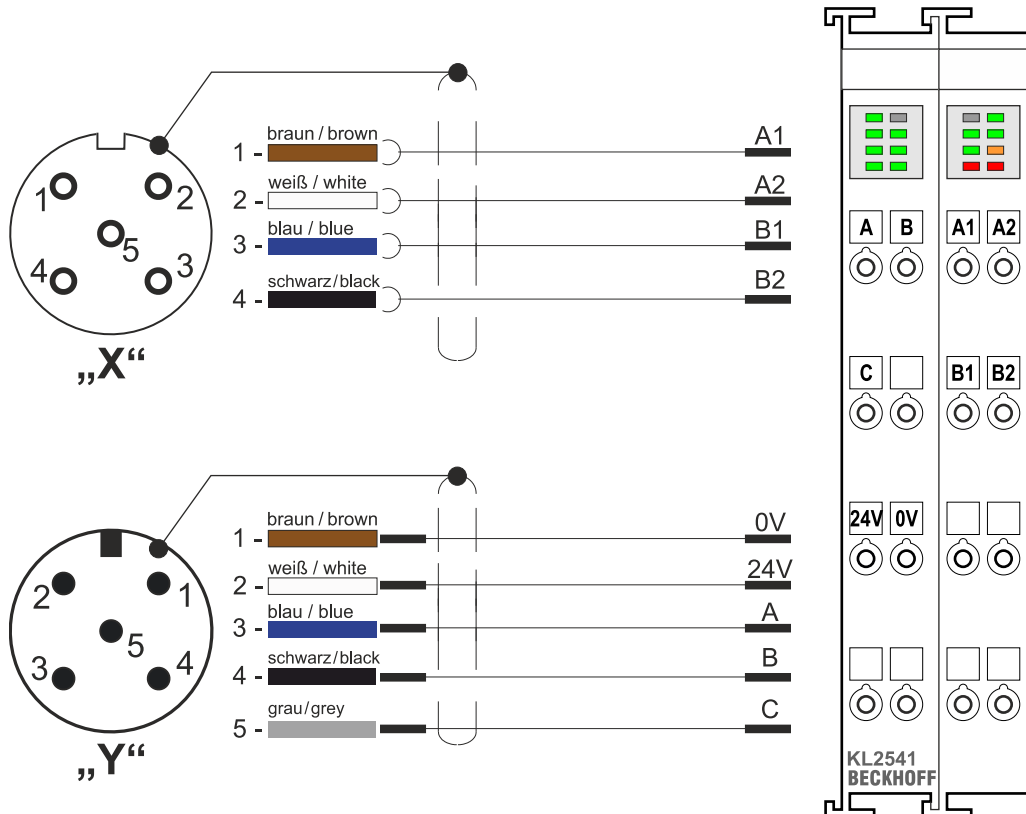 braun / brown
1 -
A1
weiß / white
2 -
A2
blau / blue
3 -
B1
schwarz/black
4 -
B2
1
2
5
4
3
„X“
braun / brown
1 -
0V
weiß / white
2 -
24V
blau / blue
3 -
A
schwarz/black
4 -
B
grau/grey
5 -
C
2
1
5
3
4
„Y“
A B A1 A2
C B1 B2
24V 0V
KL2541
BECKHOFF